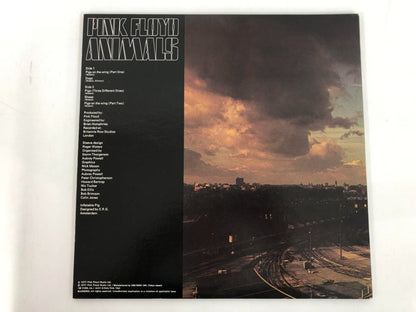 PINK FLOYD
ANIMALS
Side 1
Pigs on the wing (Part One)
Dogs
Side 2
Pigs (Three Different Ones)
Sheep
Pigs on the wing (Part Two)
Produced by:
Pink Floyd
Engineered by:
Brian Humphries
Recorded at:
Britannia Row Studios
London
Sleeve design
Roger Waters
Organised by
Storm Thorgerson
Aubrey Powell
Graphics
Nick Mason
Photography
Aubrey Powell
Peter Christopherson
Howard Bartrop
Nic Tucker
Bob Ellis
Rob Brimson
Colin Jones
Inflatable Pig
Designed by E.R.G.
Amsterdam